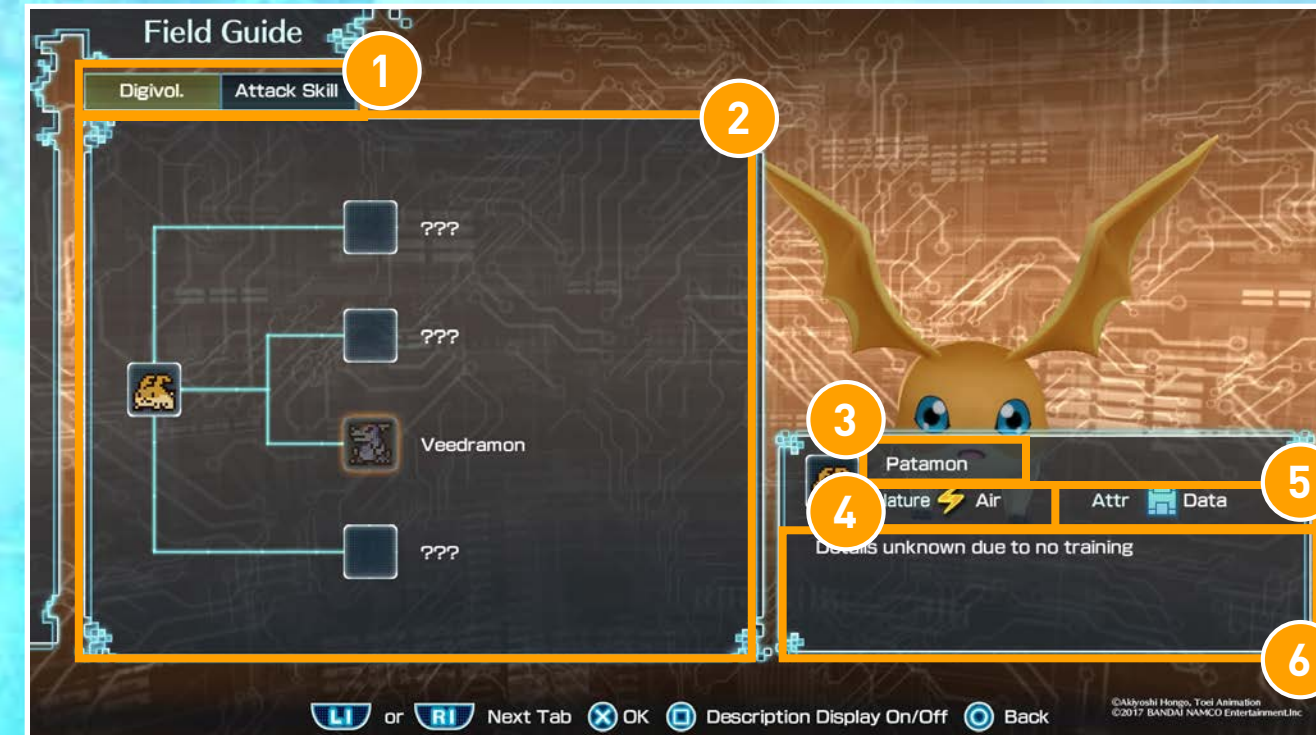 Field Guide
1
Digivol. Attack Skill
2
???
???
Veedramon
???
3
Patamon
4
Air
Attr Data
5
unknown due to no training
6
L1 or R1 Next Tab OK Description Display On/Off Back
©Akiyoshi Hongo, Toei Animation
©2017 BANDAI NAMCO Entertainment.Inc